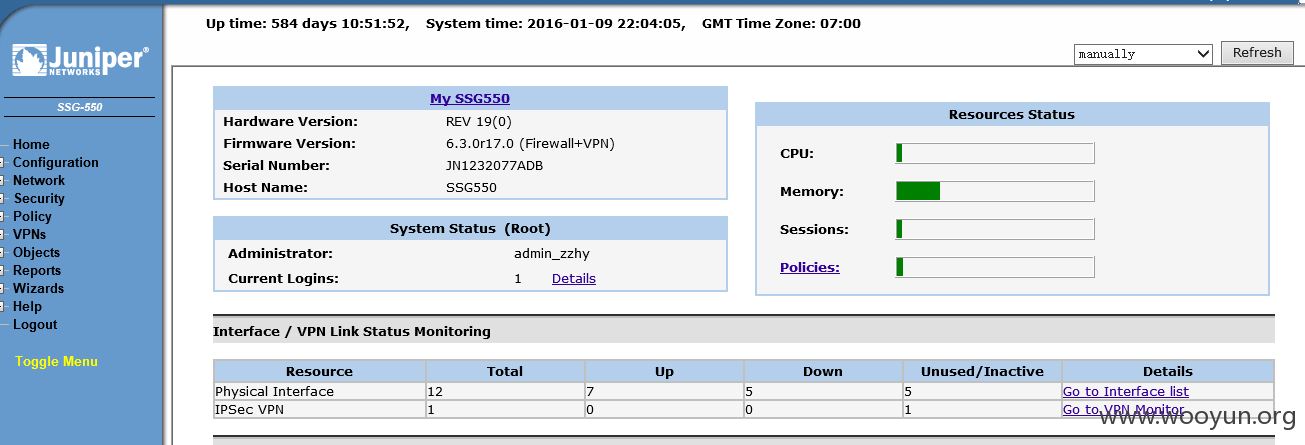 Up time: 584 days 10:51:52, System time: 2016-01-09 22:04:05, GMT Time Zone: 07:00
manually Refresh
Juniper®
NETWORKS
SSG-550
Home
Configuration
Network
Security
Policy
VPNs
Objects
Reports
Wizards
Help
Logout
Toggle Menu
My SSG550
Hardware Version: REV 19(0)
Firmware Version: 6.3.0r17.0 (Firewall+VPN)
Serial Number: JN1232077ADB
Host Name: SSG550
System Status (Root)
Administrator: admin_zzhy
Current Logins: 1 Details
Resources Status
CPU:
Memory:
Sessions:
Policies:
Interface / VPN Link Status Monitoring
Resource Total Up Down Unused/Inactive Details
Physical Interface 12 7 5 5 Go to Interface list
IPSec VPN 1 0 0 1 Go to VPN Monitor
www.wooyun.org